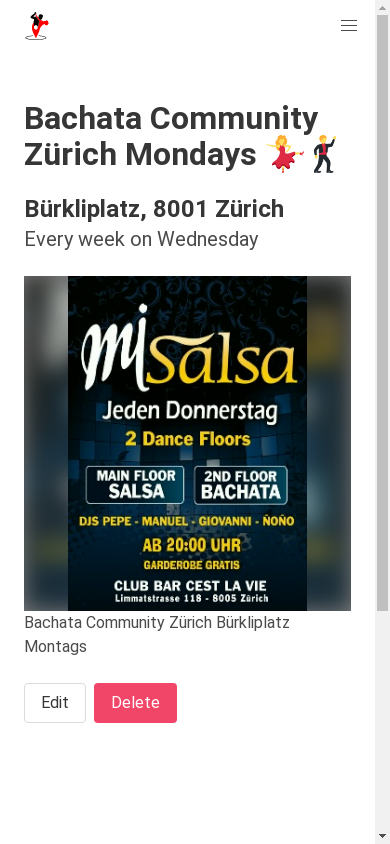 Bachata Community
Zürich Mondays 💃🕺
Bürkliplatz, 8001 Zürich
Every week on Wednesday
mi Salsa
Jeden Donnerstag
2 Dance Floors
MAIN FLOOR
SALSA
2ND FLOOR
BACHATA
DJS PEPE - MANUEL - GIOVANNI - ÑOÑO
AB 20:00 UHR
GARDEROBE GRATIS
CLUB BAR CEST LA VIE
Limmatstrasse 118 - 8005 Zürich
Bachata Community Zürich Bürkliplatz
Montags
Edit
Delete